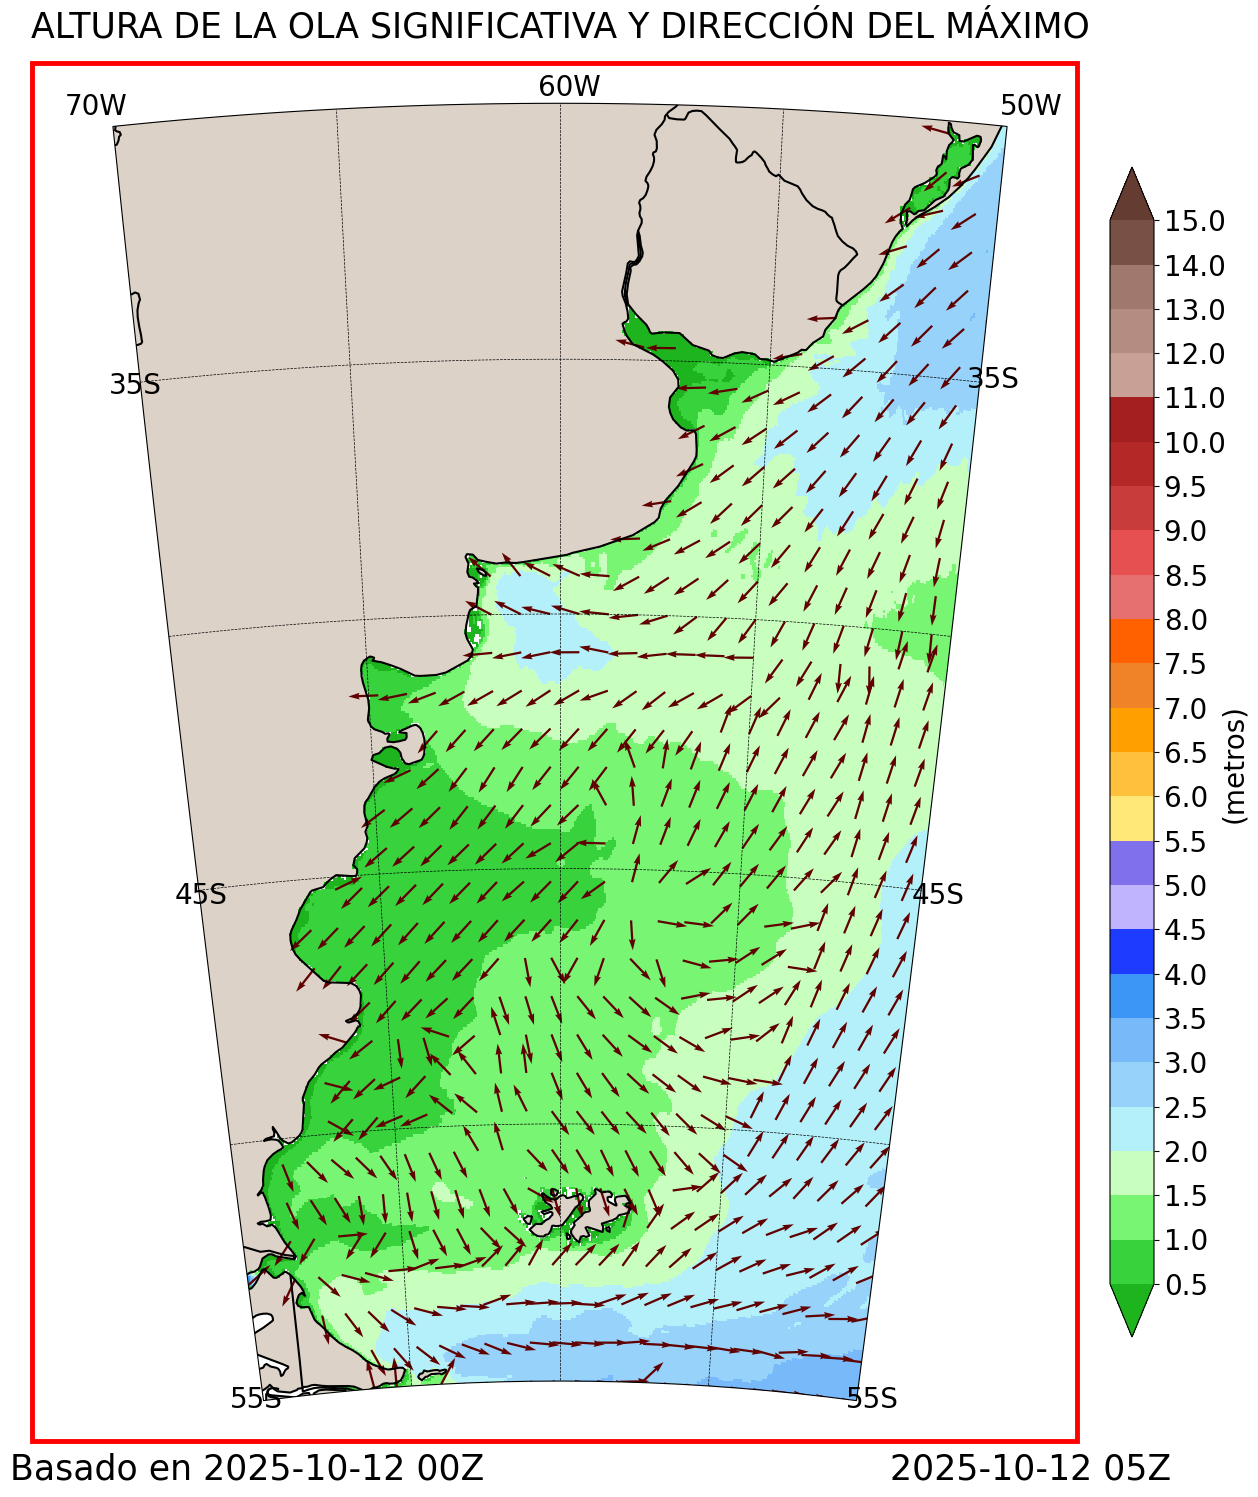 ALTURA DE LA OLA SIGNIFICATIVA Y DIRECCIÓN DEL MÁXIMO
60W
70W
50W
15.0
14.0
13.0
12.0
35S
35S
11.0
10.0
9.5
9.0
8.5
8.0
7.5
7.0
(metros)
6.5
6.0
5.5
5.0
45S
45S
4.5
4.0
3.5
3.0
2.5
2.0
1.5
1.0
0.5
55S
55S
Basado en 2025-10-12 00Z
2025-10-12 05Z